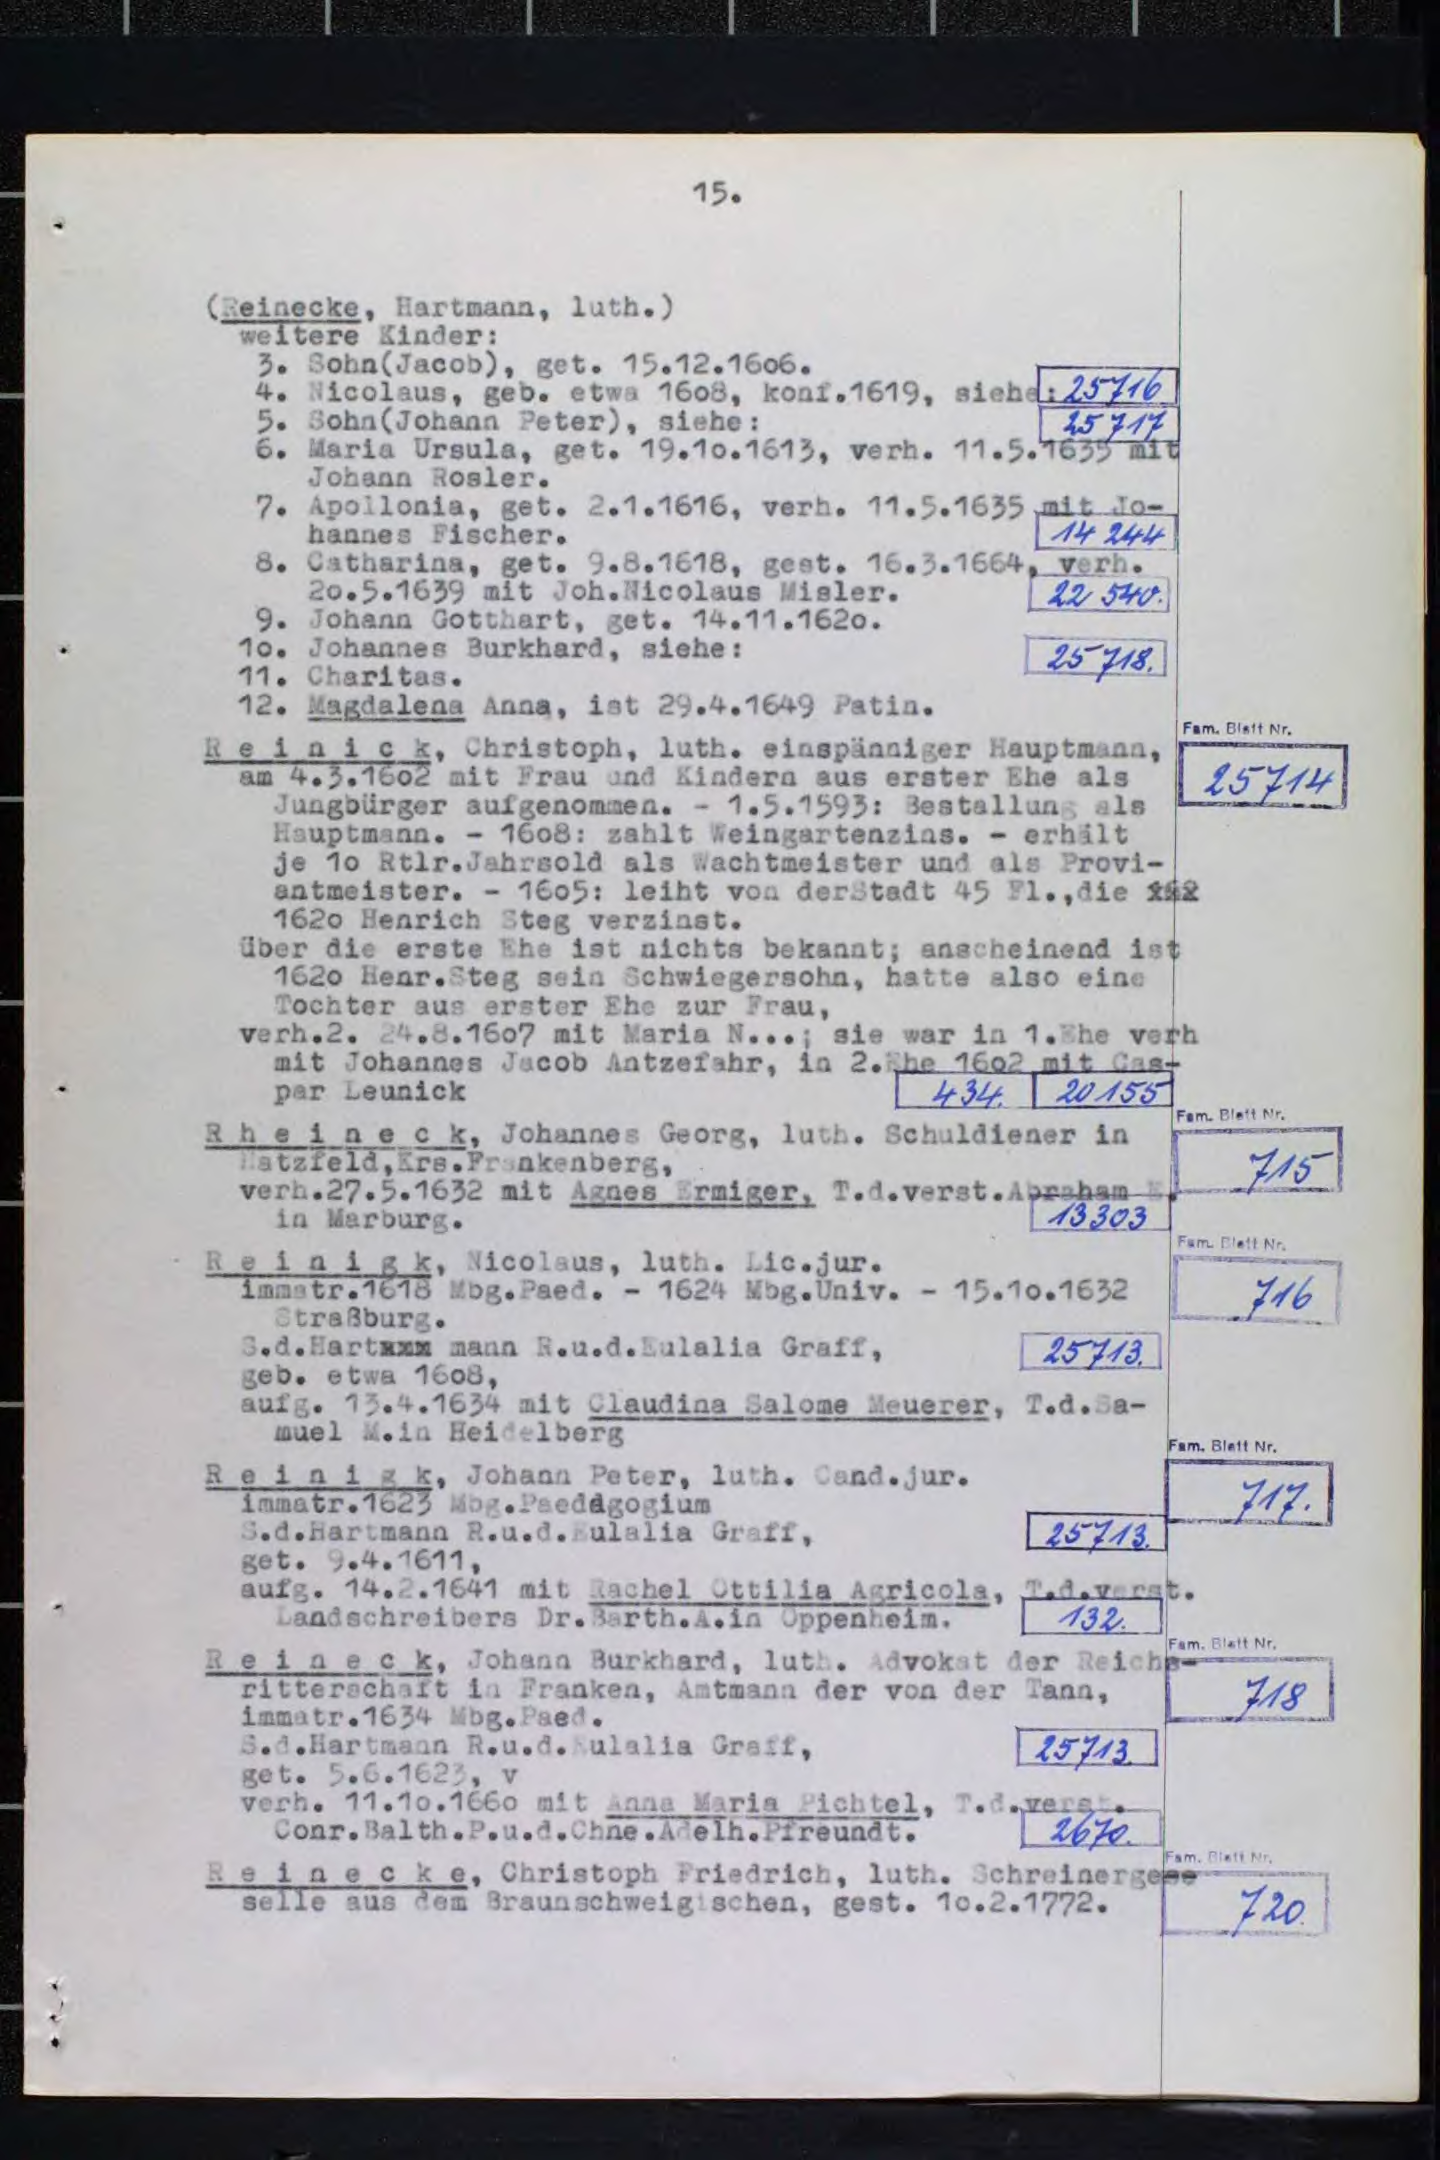 15.
(Reinecke, Hartmann, luth.)
weitere Kinder:
3. Sohn(Jacob), get. 15.12.1606.
4. Nicolaus, geb. etwa 1608, konf.1619, siehe: 25716
5. Sohn(Johann Peter), siehe: 25717
6. Maria Ursula, get. 19.10.1613, verh. 11.5.1635 mit
Johann Rosler.
7. Apollonia, get. 2.1.1616, verh. 11.5.1635 mit Jo-
hannes Fischer. 14 244
8. Catharina, get. 9.8.1618, gest. 16.3.1664, verh.
20.5.1639 mit Joh.Nicolaus Misler. 22 540.
9. Johann Gotthart, get. 14.11.1620.
10. Johannes Burkhard, siehe: 25718.
11. Charitas.
12. Magdalena Anna, ist 29.4.1649 Patin.
Fam. Blatt Nr.
R e i n i c k, Christoph, luth. einspänniger Hauptmann, 25714
am 4.3.1602 mit Frau und Kindern aus erster Ehe als
Jungbürger aufgenommen. - 1.5.1593: Bestallung als
Hauptmann. - 1608: zahlt Weingartenzins. - erhält
je 10 Rtlr.Jahrsold als Wachtmeister und als Provi-
antmeister. - 1605: leiht von derStadt 45 Fl.,die
1620 Henrich Steg verzinst.
über die erste Ehe ist nichts bekannt; anscheinend ist
1620 Henr.Steg sein Schwiegersohn, hatte also eine
Tochter aus erster Ehe zur Frau,
verh.2. 24.8.1607 mit Maria N...; sie war in 1.Ehe verh
mit Johannes Jacob Antzefahr, in 2.Ehe 1602 mit Cas-
par Leunick 434. 20 155
Fam. Blatt Nr.
R h e i n e c k, Johannes Georg, luth. Schuldiener in 715
Hatzfeld,Krs.Frankenberg,
verh.27.5.1632 mit Agnes Ermiger, T.d.verst.Abraham E.
in Marburg. 13303
Fam. Blatt Nr.
R e i n i g k, Nicolaus, luth. Lic.jur. 716
immatr.1618 Mbg.Paed. - 1624 Mbg.Univ. - 15.10.1632
Straßburg.
S.d.Hartxxx mann R.u.d.Eulalia Graff, 25713.
geb. etwa 1608,
aufg. 13.4.1634 mit Claudina Salome Meuerer, T.d.Sa-
muel M.in Heidelberg
Fam. Blatt Nr.
R e i n i g k, Johann Peter, luth. Cand.jur. 717.
immatr.1623 Mbg.Paedägogium
S.d.Hartmann R.u.d.Eulalia Graff, 25713.
get. 9.4.1611,
aufg. 14.2.1641 mit Rachel Ottilia Agricola, T.d.verst.
Landschreibers Dr.Barth.A.in Oppenheim. 132.
Fam. Blatt Nr.
R e i n e c k, Johann Burkhard, luth. Advokat der Reichs-
ritterschaft in Franken, Amtmann der von der Tann, 718
immatr.1634 Mbg.Paed.
S.d.Hartmann R.u.d.Eulalia Graff, 25713.
get. 5.6.1623, v
verh. 11.10.1660 mit Anna Maria Pichtel, T.d.verst.
Conr.Balth.P.u.d.Chne.Adelh.Pfreundt. 2670.
Fam. Blatt Nr.
R e i n e c k e, Christoph Friedrich, luth. Schreinergese
selle aus dem Braunschweigischen, gest. 10.2.1772. 720.